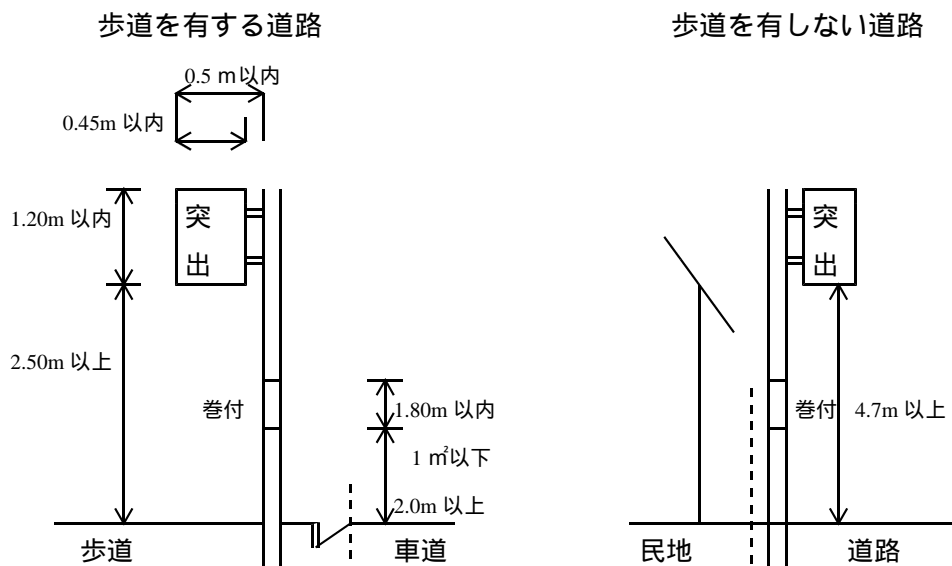 歩道を有する道路
0.5 m以内
0.45m 以内
1.20m 以内
突
出
2.50m 以上
巻付
1.80m 以内
1 ㎡以下
2.0m 以上
歩道
車道
歩道を有しない道路
突
出
巻付
4.7m 以上
民地
道路